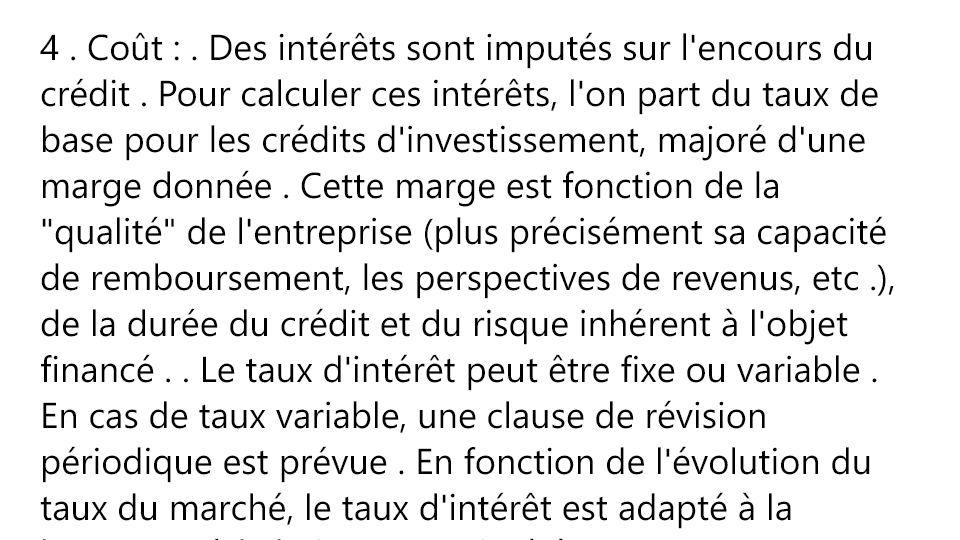 4 . Coût : . Des intérêts sont imputés sur l'encours du
crédit . Pour calculer ces intérêts, l'on part du taux de
base pour les crédits d'investissement, majoré d'une
marge donnée . Cette marge est fonction de la
"qualité" de l'entreprise (plus précisément sa capacité
de remboursement, les perspectives de revenus, etc .),
de la durée du crédit et du risque inhérent à l'objet
financé . . Le taux d'intérêt peut être fixe ou variable .
En cas de taux variable, une clause de révision
périodique est prévue . En fonction de l'évolution du
taux du marché, le taux d'intérêt est adapté à la